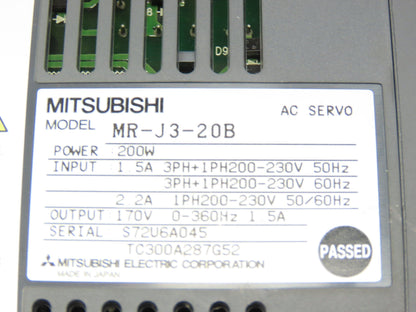 8
D9
MITSUBISHI
AC SERVO
MODEL MR-J3-20B
POWER :200W
INPUT : 1.5A 3PH+1PH200-230V 50Hz
3PH+1PH200-230V 60Hz
2.2A 1PH200-230V 50/60Hz
OUTPUT: 170V 0-360Hz 1.5A
SERIAL : S72U6A045
TC300A287G52
PASSED
MITSUBISHI ELECTRIC CORPORATION
MADE IN JAPAN